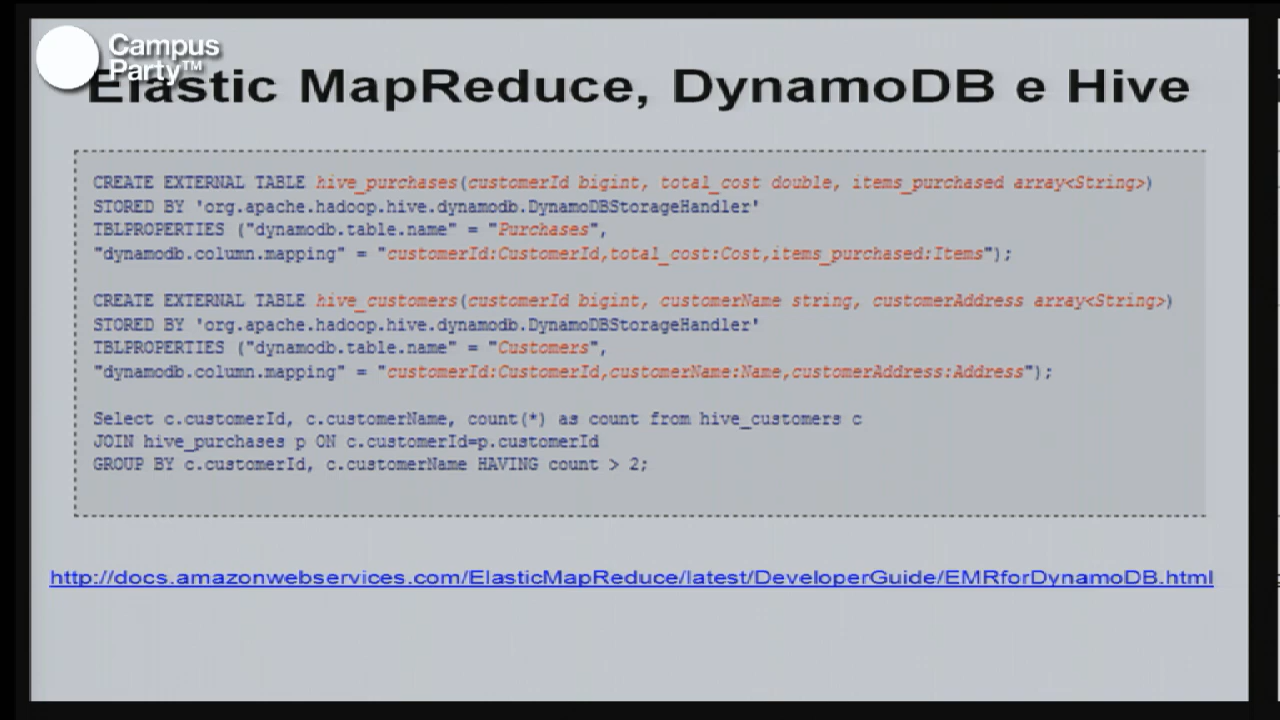 Campus
Party™
Elastic MapReduce, DynamoDB e Hive
CREATE EXTERNAL TABLE hive_purchases(customerId bigint, total_cost double, items_purchased array<String>)
STORED BY 'org.apache.hadoop.hive.dynamodb.DynamoDBStorageHandler'
TBLPROPERTIES ("dynamodb.table.name" = "Purchases",
"dynamodb.column.mapping" = "customerId:CustomerId,total_cost:Cost,items_purchased:Items");
CREATE EXTERNAL TABLE hive_customers(customerId bigint, customerName string, customerAddress array<String>)
STORED BY 'org.apache.hadoop.hive.dynamodb.DynamoDBStorageHandler'
TBLPROPERTIES ("dynamodb.table.name" = "Customers",
"dynamodb.column.mapping" = "customerId:CustomerId,customerName:Name,customerAddress:Address");
Select c.customerId, c.customerName, count(*) as count from hive_customers c
JOIN hive_purchases p ON c.customerId=p.customerId
GROUP BY c.customerId, c.customerName HAVING count > 2;
http://docs.amazonwebservices.com/ElasticMapReduce/latest/DeveloperGuide/EMRforDynamoDB.html